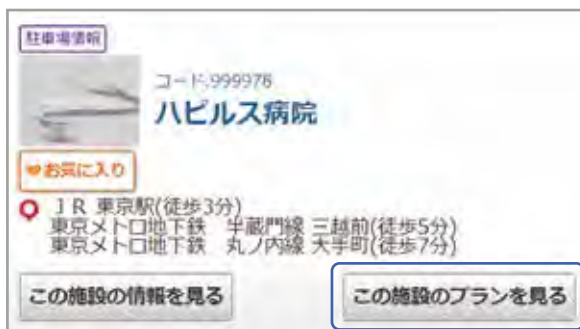 駐車場情報
コード:999978
ハピルス病院
お気に入り
JR 東京駅(徒歩3分)
東京メトロ地下鉄 半蔵門線 三越前(徒歩5分)
東京メトロ地下鉄 丸ノ内線 大手町(徒歩7分)
この施設の情報を見る
この施設のプランを見る